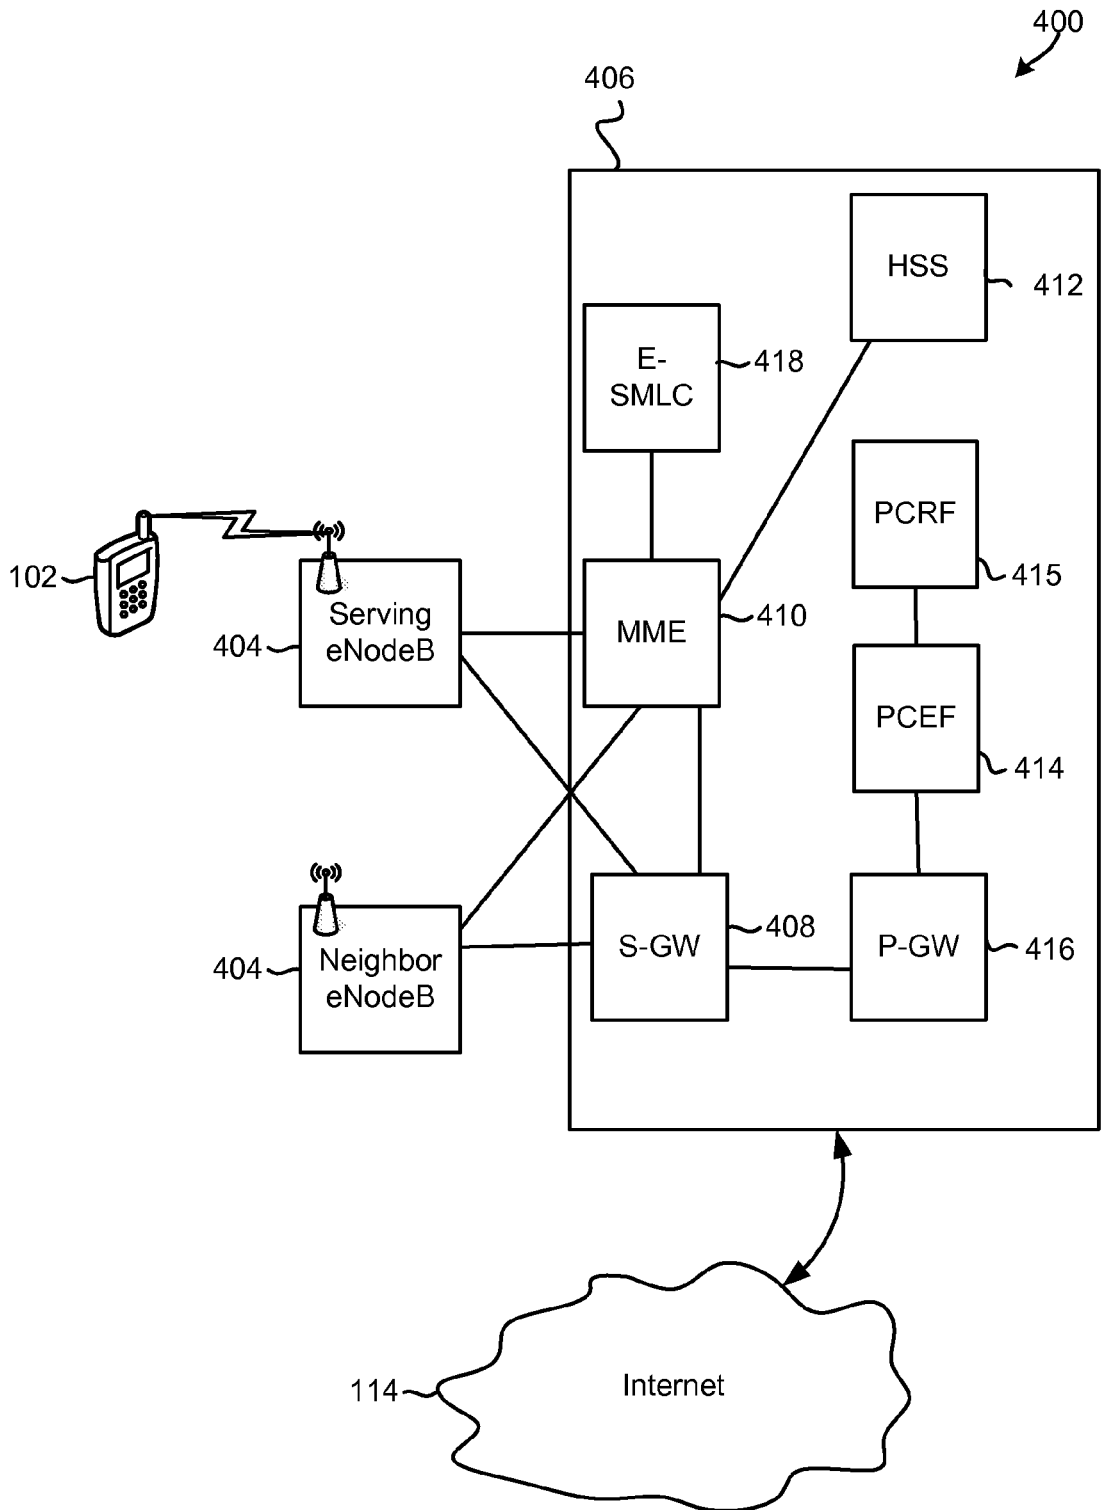 400
406
HSS
412
E-
SMLC
418
PCRF
415
102
Serving
eNodeB
404
MME
410
PCEF
414
Neighbor
eNodeB
404
S-GW
408
P-GW
416
Internet
114